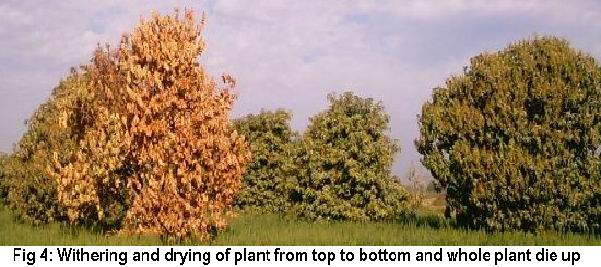 Fig 4: Withering and drying of plant from top to bottom and whole plant die up